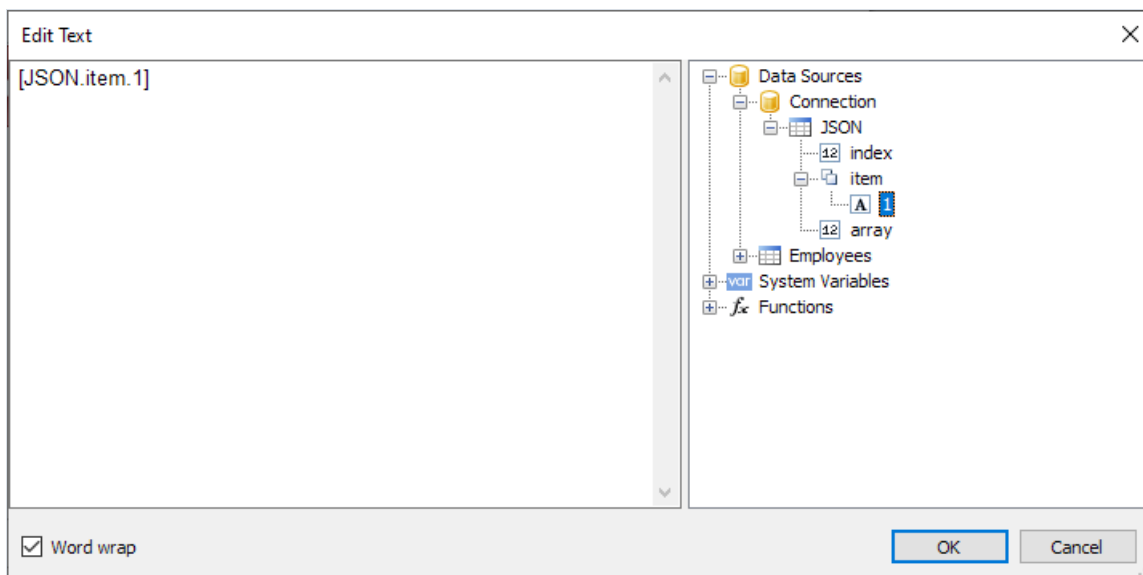 Edit Text
[JSON.item.1]
Data Sources
Connection
JSON
12 index
item
A 1
12 array
Employees
var System Variables
fx Functions
Word wrap
OK
Cancel